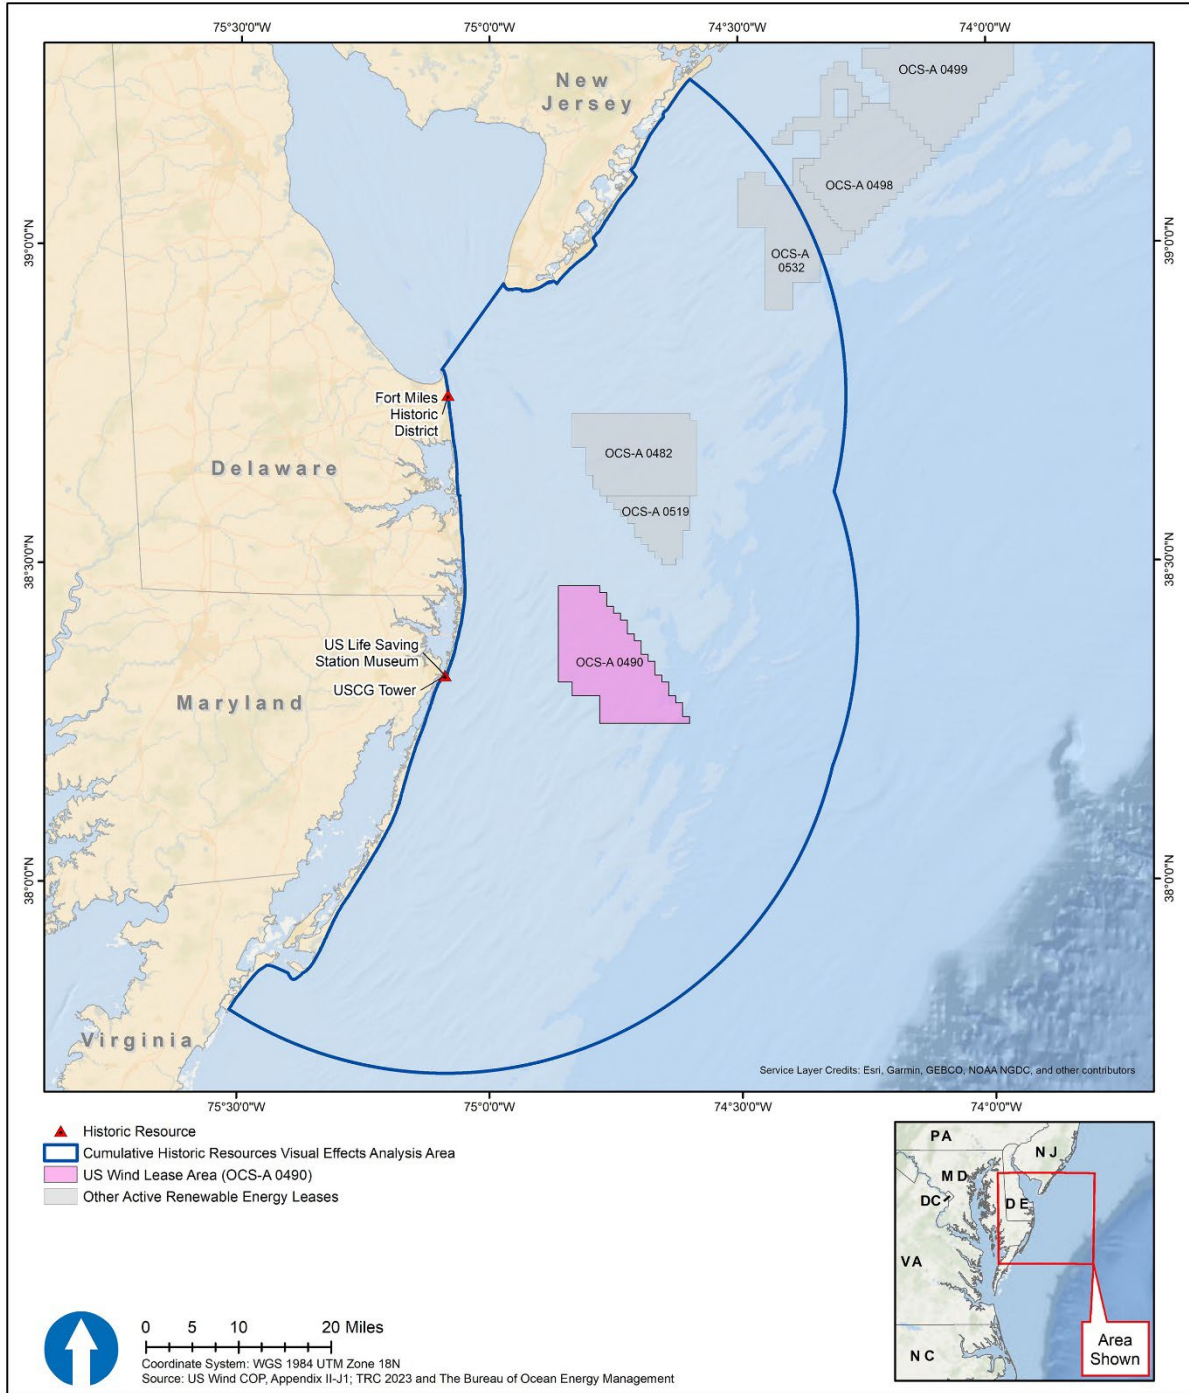 75°30'0"W
75°0'0"W
74°30'0"W
74°0'0"W
New
Jersey
OCS-A 0499
OCS-A 0498
39°0'0"N
39°0'0"N
OCS-A
0532
Fort Miles
Historic
District
Delaware
OCS-A 0482
OCS-A 0519
38°30'0"N
38°30'0"N
US Life Saving
Station Museum
USCG Tower
OCS-A 0490
Maryland
38°0'0"N
38°0'0"N
Virginia
Service Layer Credits: Esri, Garmin, GEBCO, NOAA NGDC, and other contributors
75°30'0"W
75°0'0"W
74°30'0"W
74°0'0"W
Historic Resource
Cumulative Historic Resources Visual Effects Analysis Area
US Wind Lease Area (OCS-A 0490)
Other Active Renewable Energy Leases
PA
NJ
MD
DC
DE
VA
NC
Area
Shown
0 5 10 20 Miles
Coordinate System: WGS 1984 UTM Zone 18N
Source: US Wind COP, Appendix II-J1; TRC 2023 and The Bureau of Ocean Energy Management